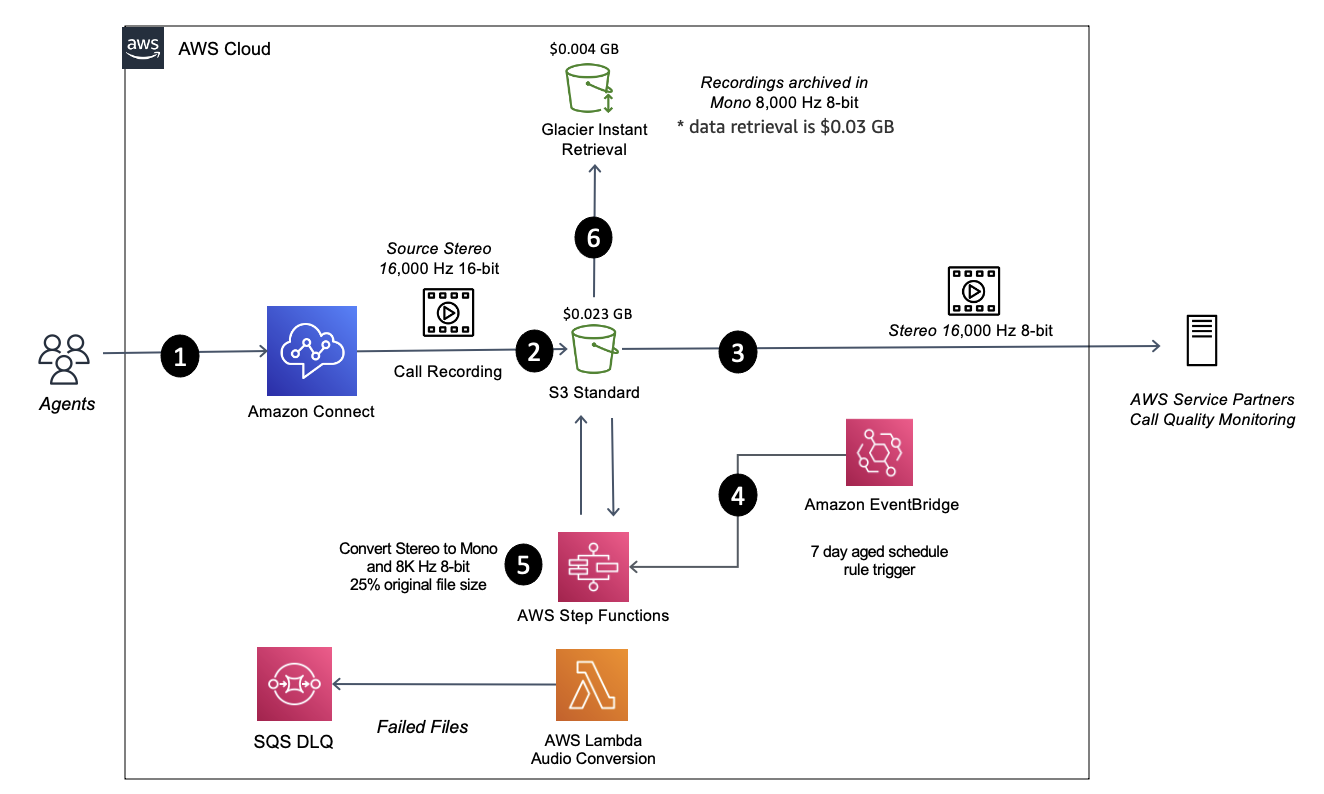 aws
AWS Cloud
$0.004 GB
Glacier Instant
Retrieval
Recordings archived in
Mono 8,000 Hz 8-bit
* data retrieval is $0.03 GB
6
Source Stereo
16,000 Hz 16-bit
Agents
1
Amazon Connect
Call Recording
2
$0.023 GB
S3 Standard
3
Stereo 16,000 Hz 8-bit
AWS Service Partners
Call Quality Monitoring
4
Amazon EventBridge
7 day aged schedule
rule trigger
Convert Stereo to Mono
and 8K Hz 8-bit
25% original file size
5
AWS Step Functions
SQS DLQ
Failed Files
AWS Lambda
Audio Conversion